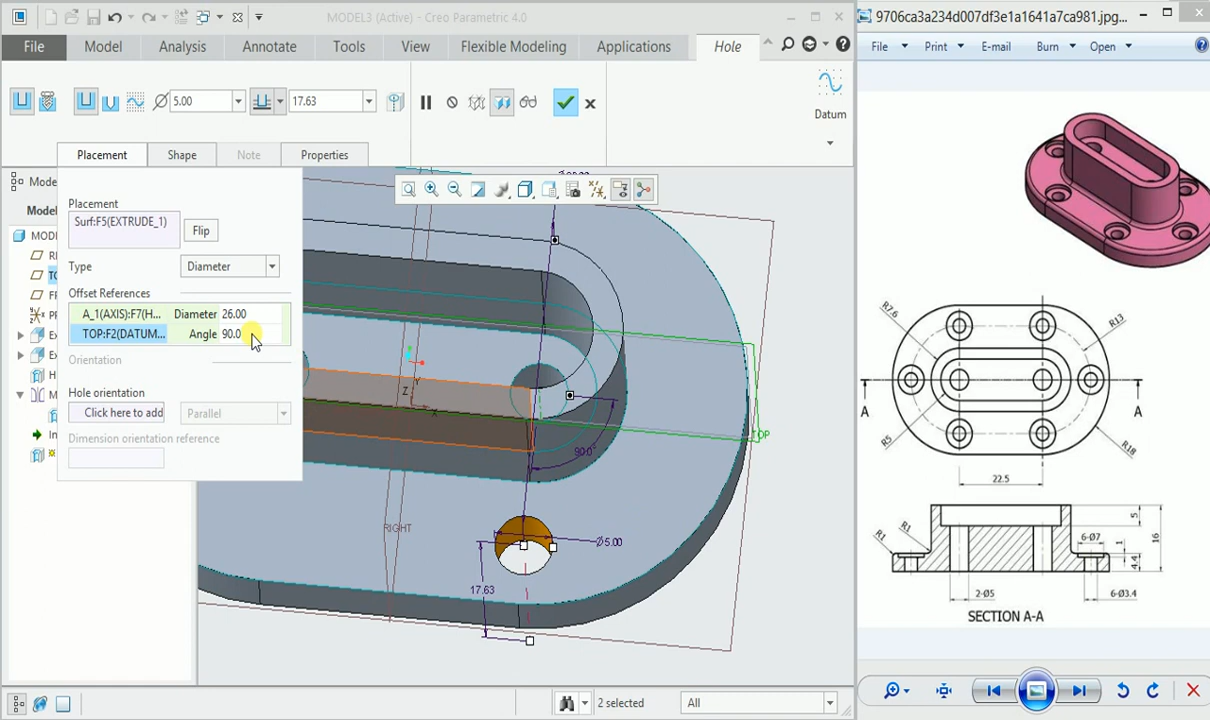 MODEL3 (Active) - Creo Parametric 4.0
File
Model
Analysis
Annotate
Tools
View
Flexible Modeling
Applications
Hole
5.00
17.63
Datum
Placement
Shape
Note
Properties
Placement
Surf:F5(EXTRUDE_1)
Flip
Type
Diameter
Offset References
A_1(AXIS):F7(H...
Diameter
26.00
TOP:F2(DATUM...
Angle
90.0
Orientation
Hole orientation
Click here to add
Parallel
Dimension orientation reference
Mode
Model
MODE
TOP
RIGHT
X
Y
Z
90.0°
Ø5.00
17.63
2 selected
All
9706ca3a234d007df3e1a1641a7ca981.jpg...
File
Print
E-mail
Burn
Open
R7.6
R13
A
A
R5
R18
22.5
R1
R1
5
6-Ø7
1
16
4.4
2-Ø5
6-Ø3.4
SECTION A-A